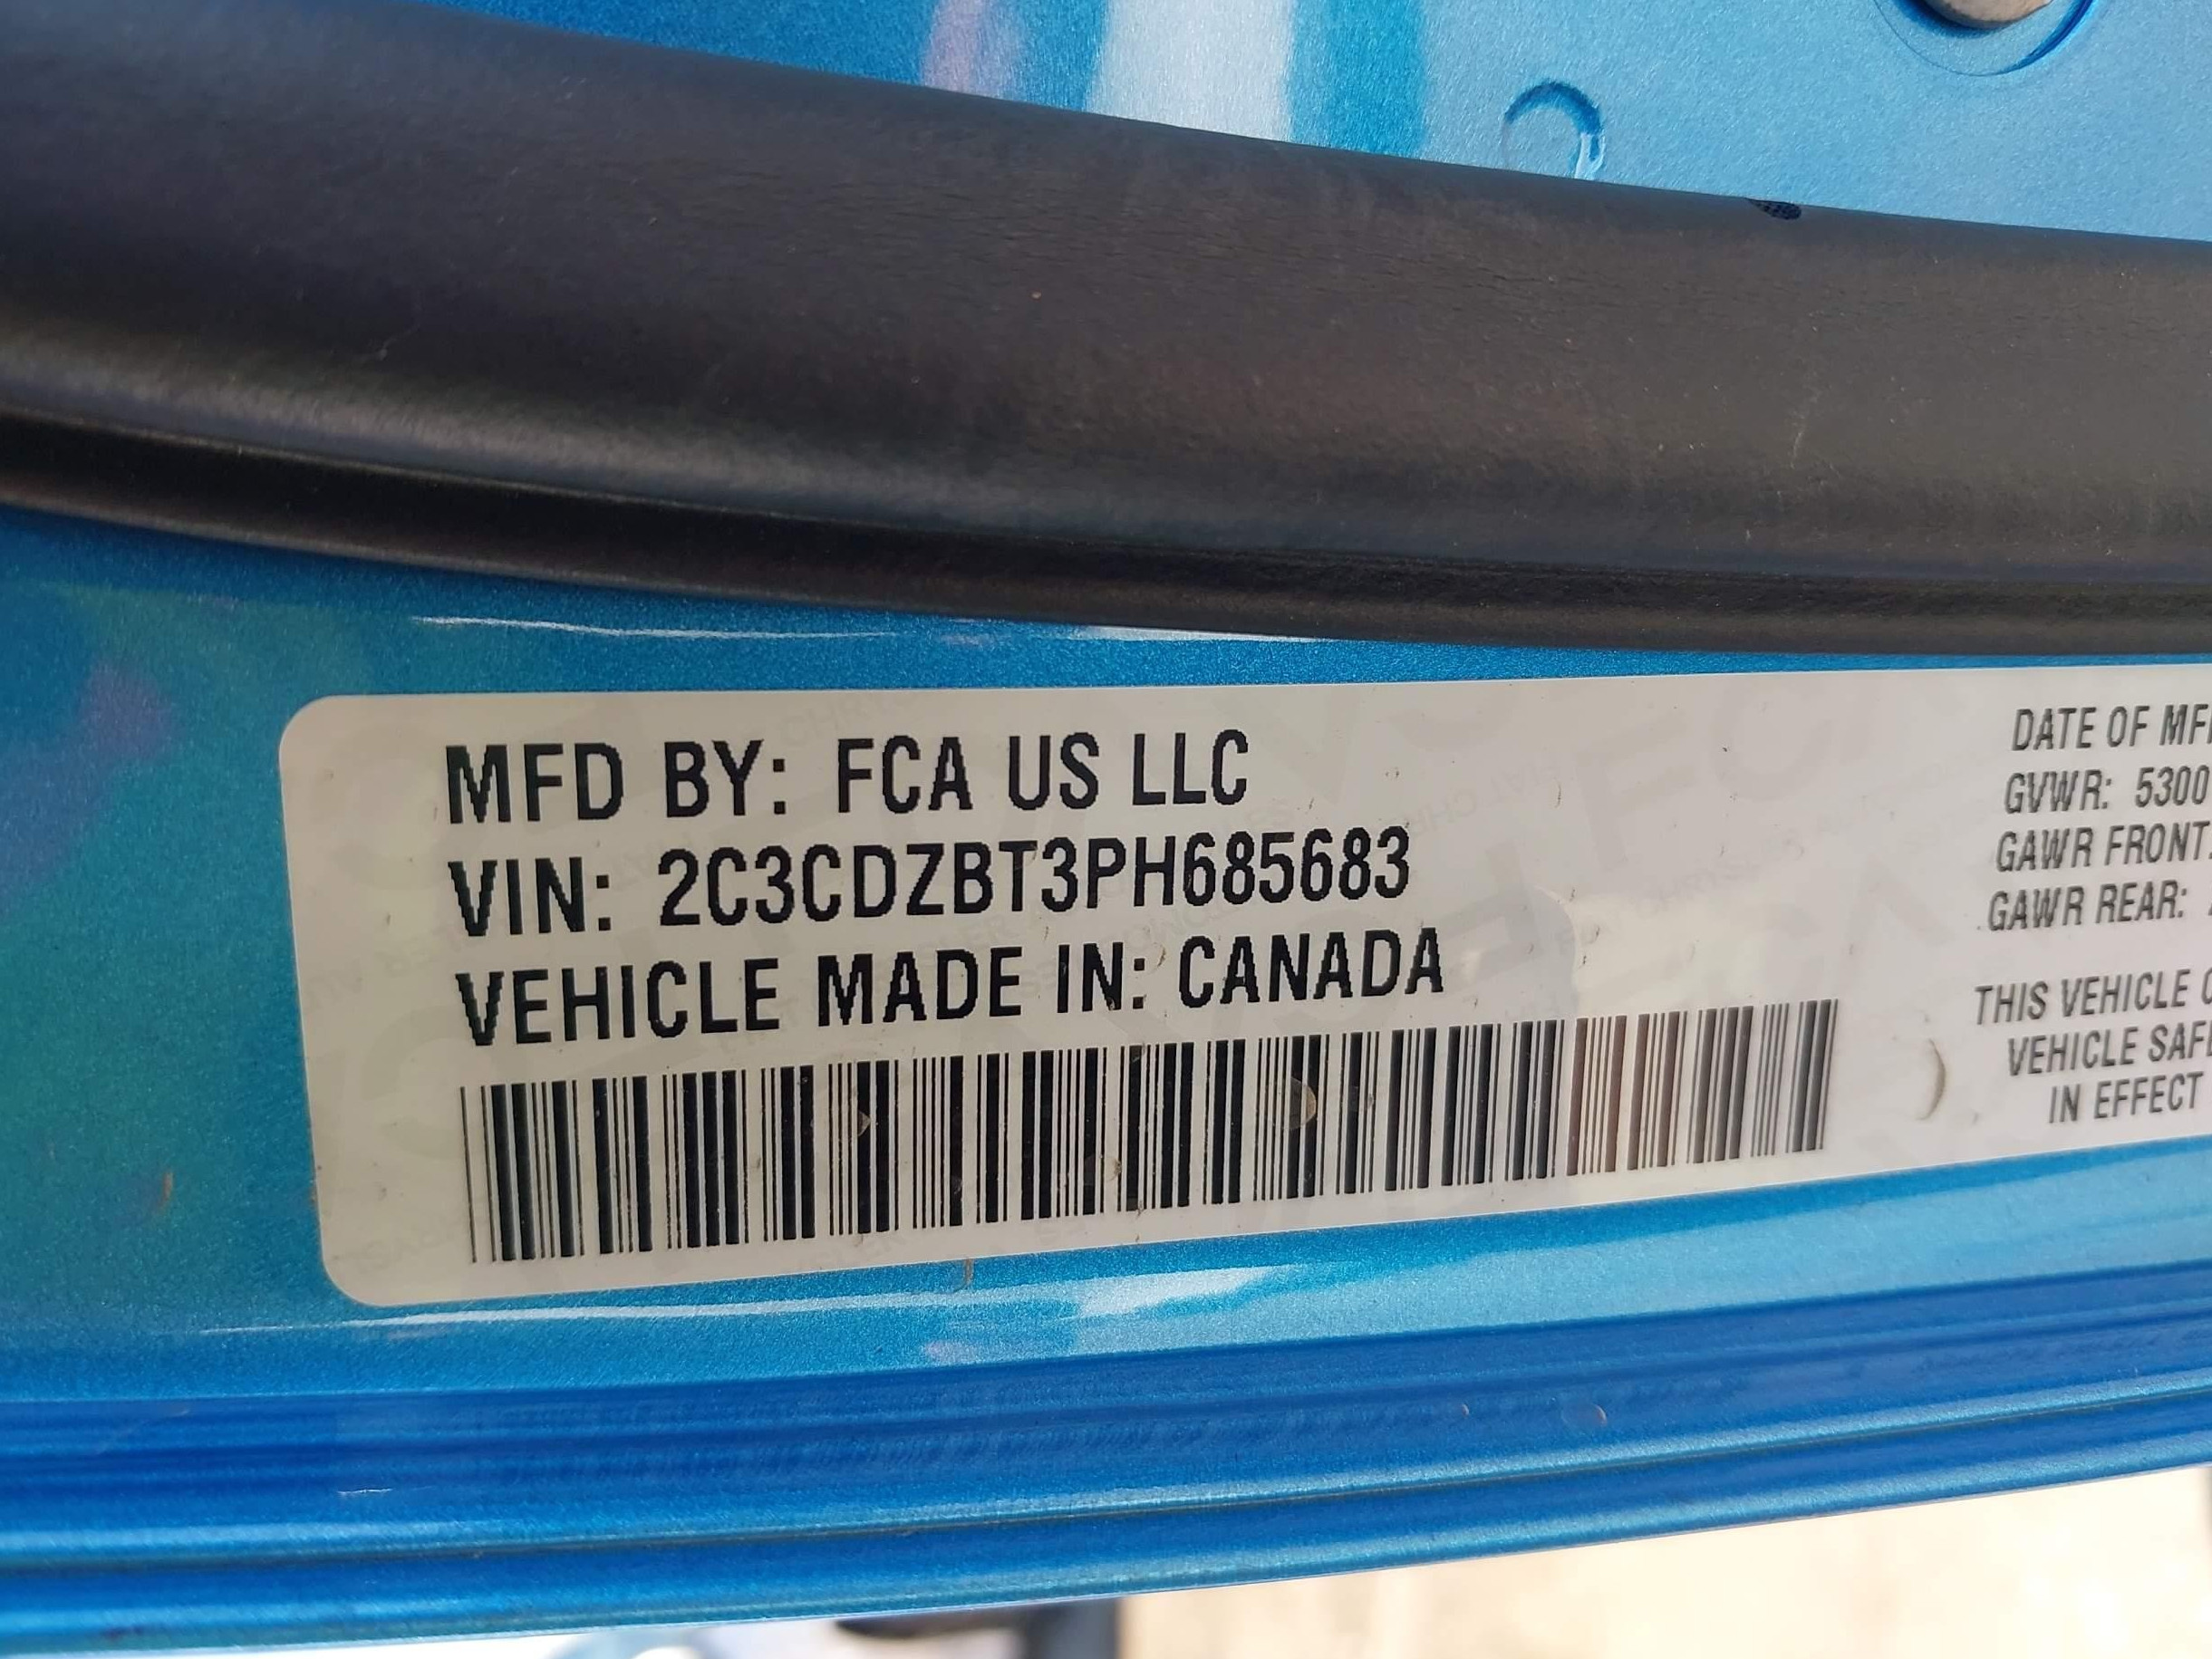 MFD BY: FCA US LLC
VIN: 2C3CDZBT3PH685683
VEHICLE MADE IN: CANADA
DATE OF
GVWR: 5300
GAWR FRONT:
GAWR REAR:
THIS VEHICLE
VEHICLE
IN EFFECT